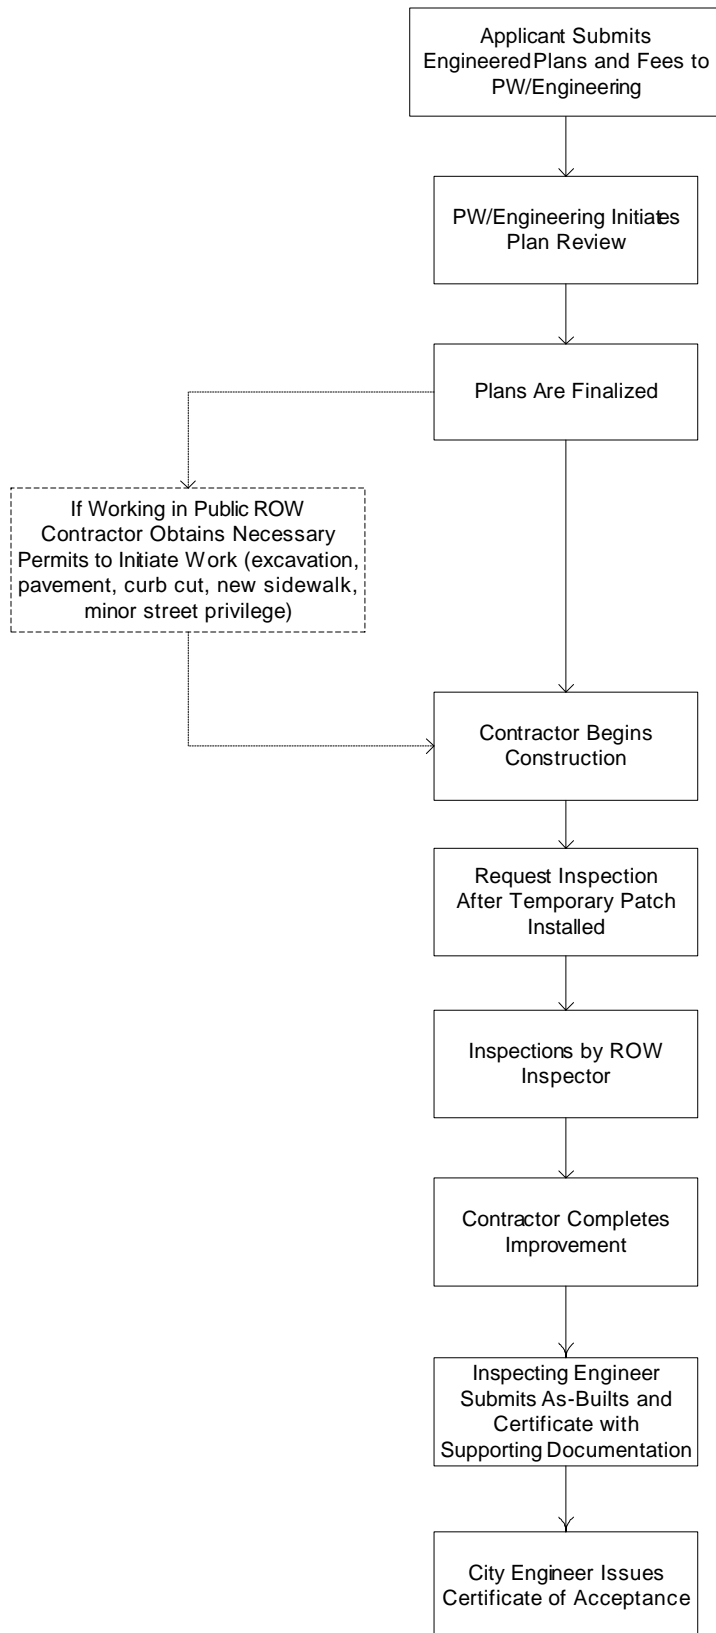 Applicant Submits
Engineered Plans and Fees to
PW/Engineering
PW/Engineering Initiates
Plan Review
Plans Are Finalized
If Working in Public ROW
Contractor Obtains Necessary
Permits to Initiate Work (excavation,
pavement, curb cut, new sidewalk,
minor street privilege)
Contractor Begins
Construction
Request Inspection
After Temporary Patch
Installed
Inspections by ROW
Inspector
Contractor Completes
Improvement
Inspecting Engineer
Submits As-Builts and
Certificate with
Supporting Documentation
City Engineer Issues
Certificate of Acceptance